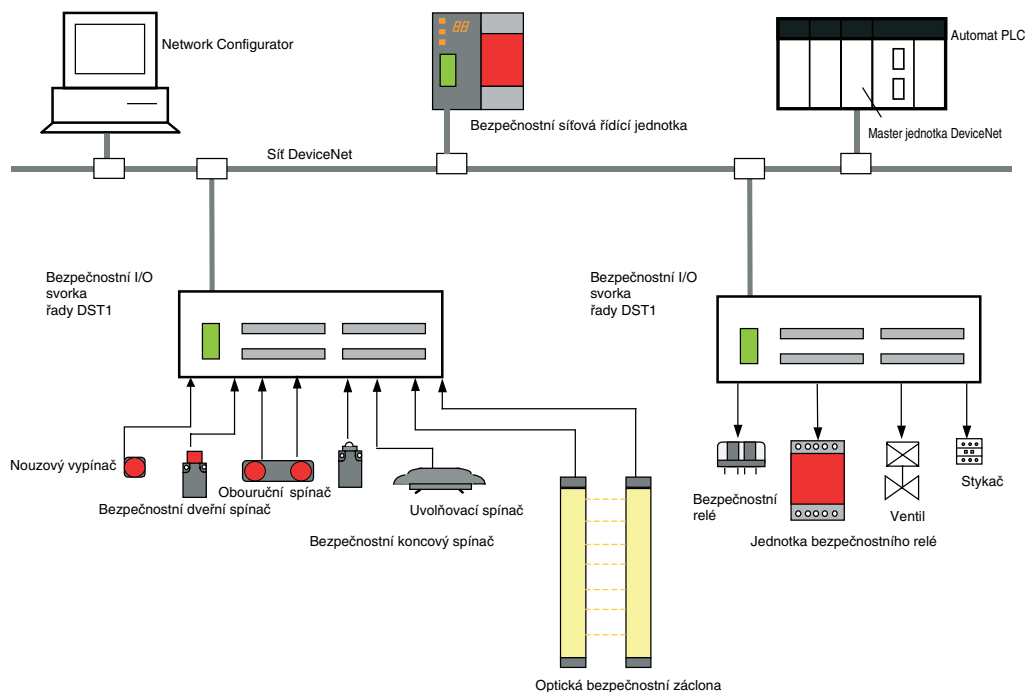 Network Configurator
88
Automat PLC
Bezpečnostní síťová řídící jednotka
Master jednotka DeviceNet
Síť DeviceNet
Bezpečnostní I/O
svorka
řady DST1
Bezpečnostní I/O
svorka
řady DST1
Nouzový vypínač
Obouruční spínač
Bezpečnostní dveřní spínač
Uvolňovací spínač
Bezpečnostní koncový spínač
Bezpečnostní
relé
Ventil
Stykač
Jednotka bezpečnostního relé
Optická bezpečnostní záclona